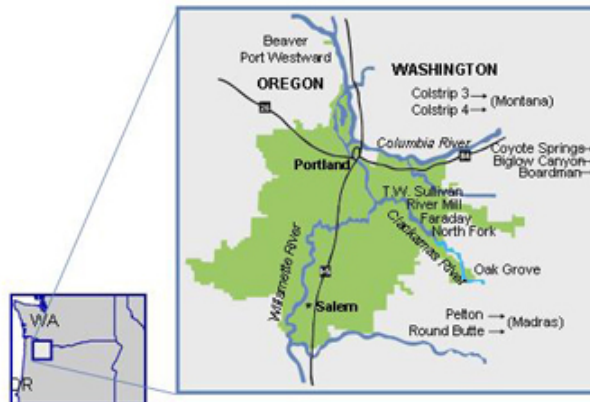 Beaver
Port Westward
OREGON
WASHINGTON
Colstrip 3
Colstrip 4
(Montana)
Columbia River
Coyote Springs
Biglow Canyon
Boardman
Portland
T.W. Sullivan
River Mill
Faraday
North Fork
Clackamas River
Willamette River
Oak Grove
Salem
Pelton
Round Butte
(Madras)
WA
OR